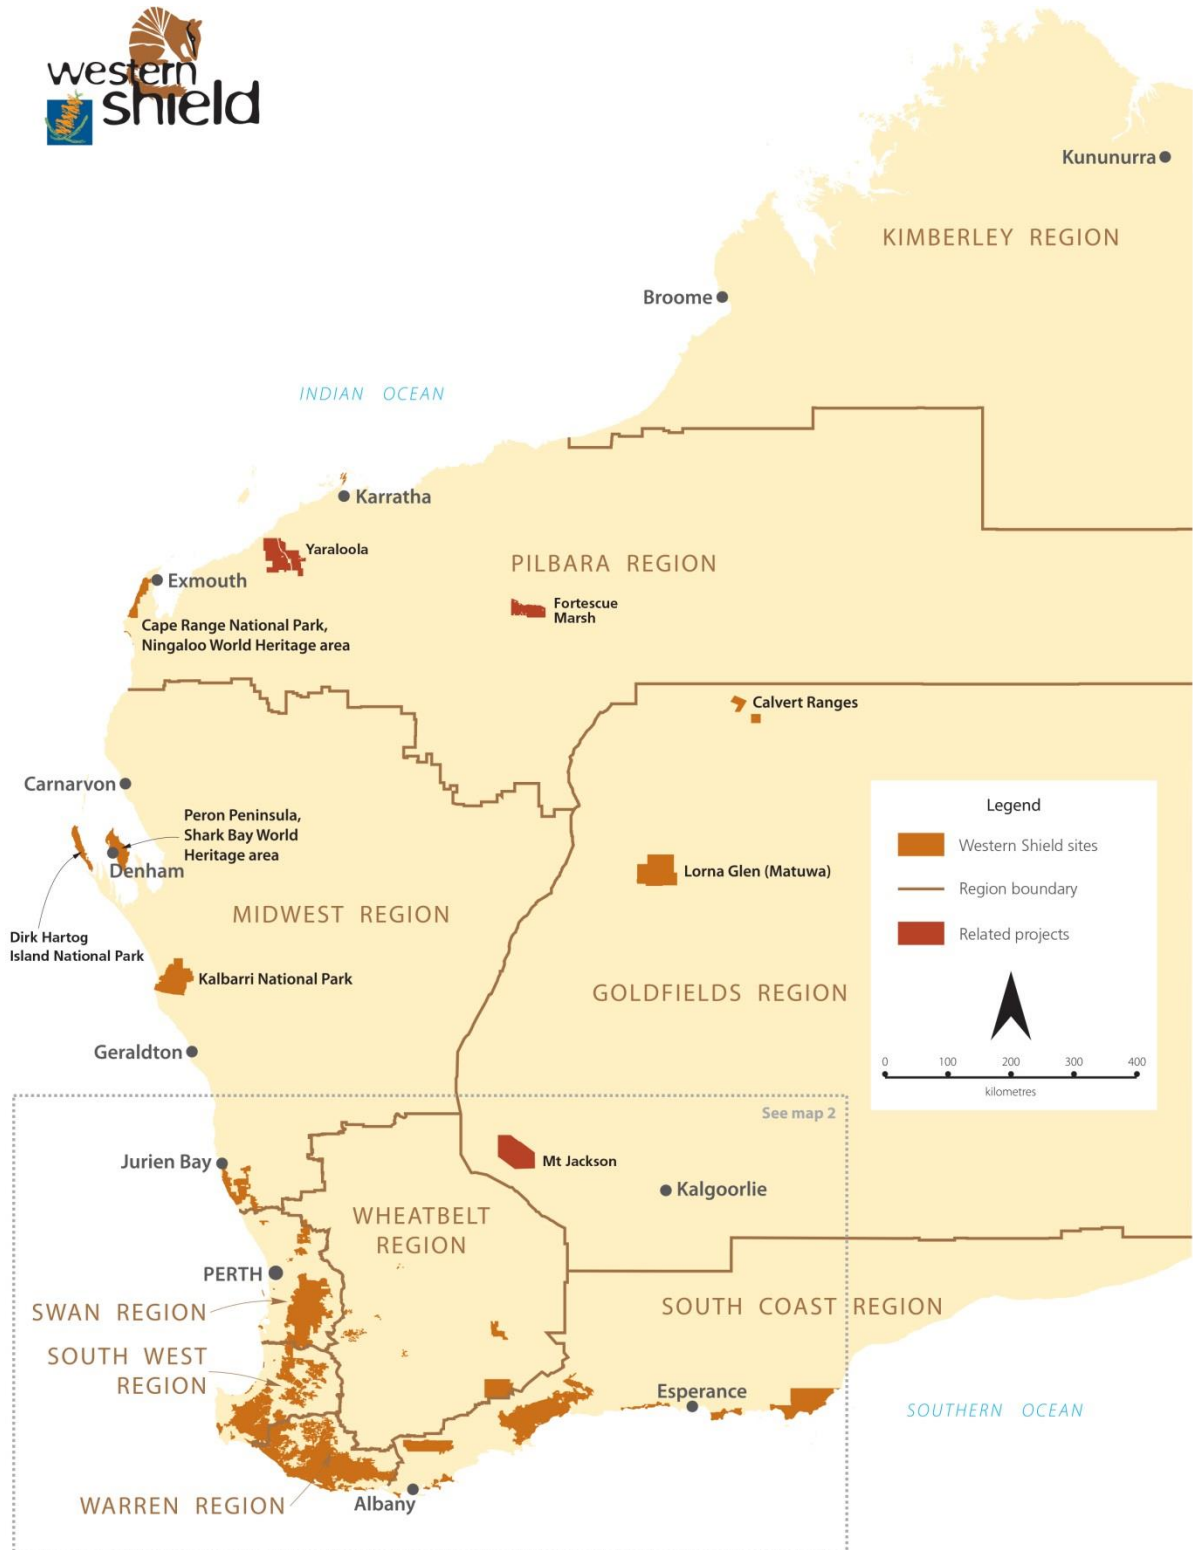 western
shield
Kununurra
KIMBERLEY REGION
Broome
INDIAN OCEAN
Karratha
Yaraloola
PILBARA REGION
Exmouth
Fortescue
Marsh
Cape Range National Park,
Ningaloo World Heritage area
Calvert Ranges
Carnarvon
Peron Peninsula,
Shark Bay World
Heritage area
Denham
Legend
Western Shield sites
Region boundary
Related projects
0 100 200 300 400
kilometres
Lorna Glen (Matuwa)
MIDWEST REGION
Dirk Hartog
Island National Park
Kalbarri National Park
GOLDFIELDS REGION
Geraldton
See map 2
Jurien Bay
Mt Jackson
Kalgoorlie
WHEATBELT
REGION
PERTH
SWAN REGION
SOUTH COAST REGION
SOUTH WEST
REGION
Esperance
SOUTHERN OCEAN
WARREN REGION
Albany